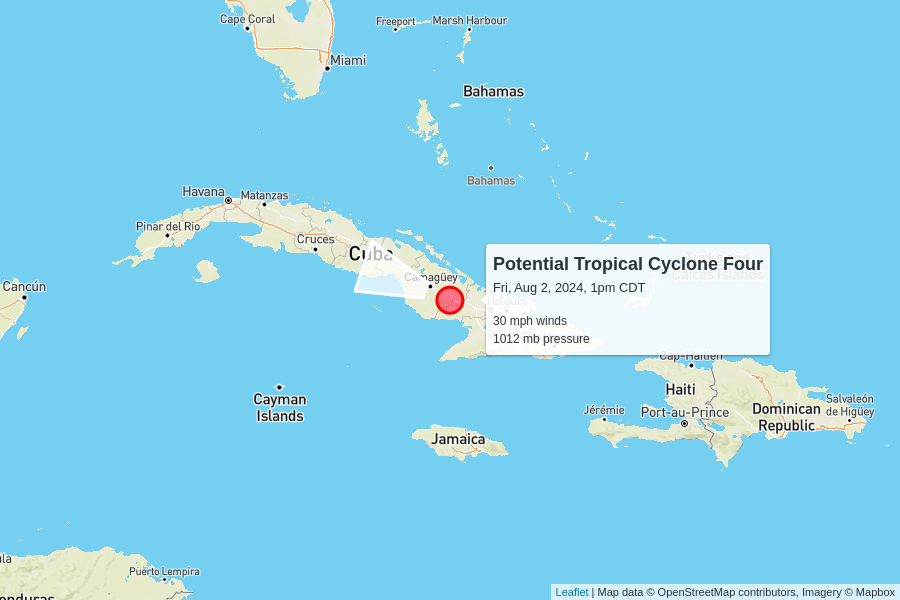 Cape Coral
Freeport
Marsh Harbour
Miami
Bahamas
Bahamas
Havana
Matanzas
Pinar del Río
Cruces
Cuba
Cancún
Camagüey
Potential Tropical Cyclone Four
Fri, Aug 2, 2024, 1pm CDT
30 mph winds
1012 mb pressure
Turks and
Caicos Islands
Holguín
Cap-Haïtien
Haiti
Cayman
Islands
Jérémie
Port-au-Prince
Dominican
Republic
Salvaleón
de Higüey
Jamaica
Puerto Lempira
Leaflet | Map data © OpenStreetMap contributors, Imagery © Mapbox